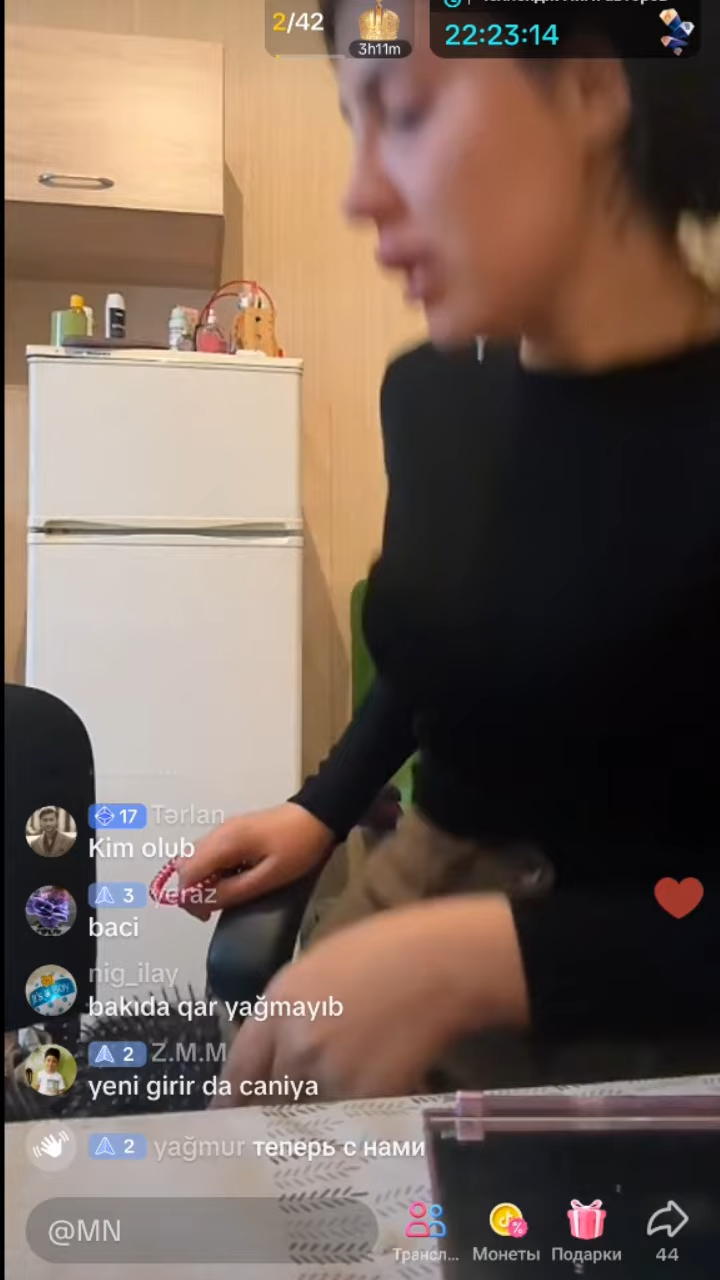 2/42
3h11m
22:23:14
17 Tərlan
Kim olub
3 yeraz
baci
nig_ilay
bakıda qar yağmayıb
2 Z.M.M
yeni girir də caniya
2 yağmur теперь с нами
@MN
Трансл...
Монеты
Подарки
44